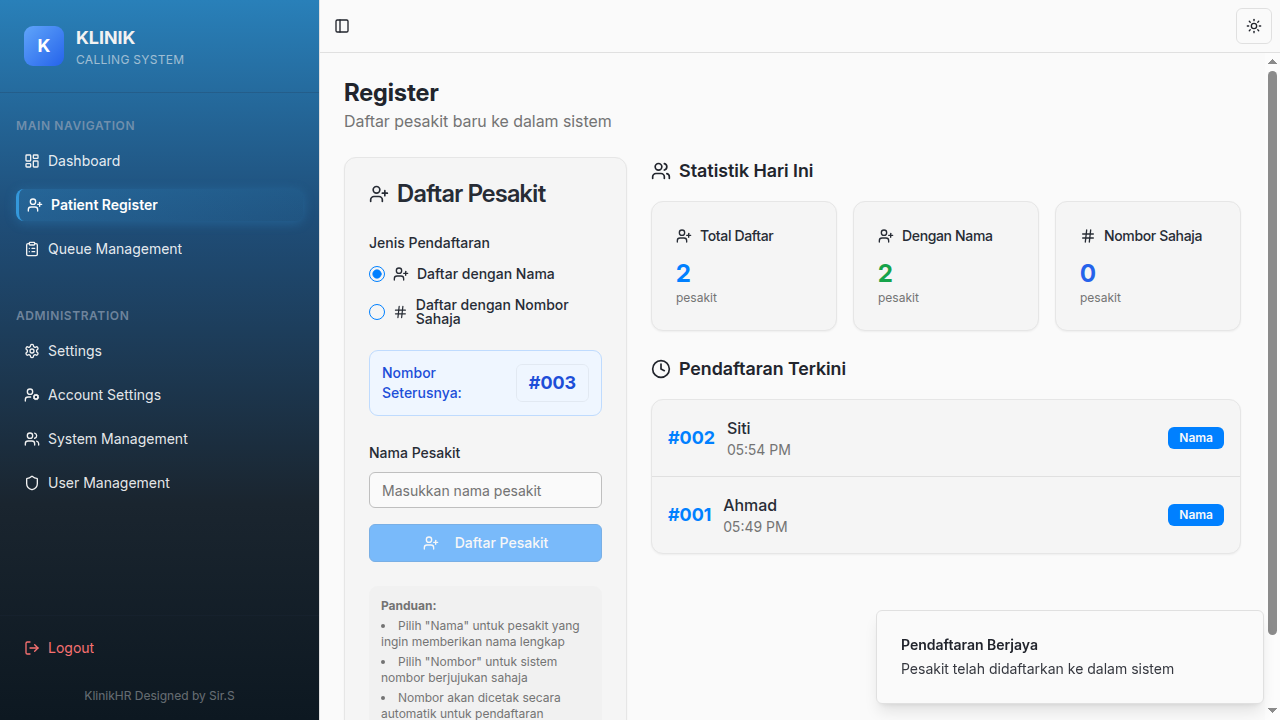 K
KLINIK
CALLING SYSTEM
MAIN NAVIGATION
Dashboard
Patient Register
Queue Management
ADMINISTRATION
Settings
Account Settings
System Management
User Management
Logout
KlinikHR Designed by Sir.S
Register
Daftar pesakit baru ke dalam sistem
Daftar Pesakit
Jenis Pendaftaran
Daftar dengan Nama
Daftar dengan Nombor
Sahaja
Nombor
Seterusnya:
#003
Nama Pesakit
Masukkan nama pesakit
Daftar Pesakit
Panduan:
• Pilih "Nama" untuk pesakit yang
ingin memberikan nama lengkap
• Pilih "Nombor" untuk sistem
nombor berjujukan sahaja
• Nombor akan dicetak secara
automatik untuk pendaftaran
Statistik Hari Ini
Total Daftar
2
pesakit
Dengan Nama
2
pesakit
Nombor Sahaja
0
pesakit
Pendaftaran Terkini
#002
Siti
05:54 PM
Nama
#001
Ahmad
05:49 PM
Nama
Pendaftaran Berjaya
Pesakit telah didaftarkan ke dalam sistem